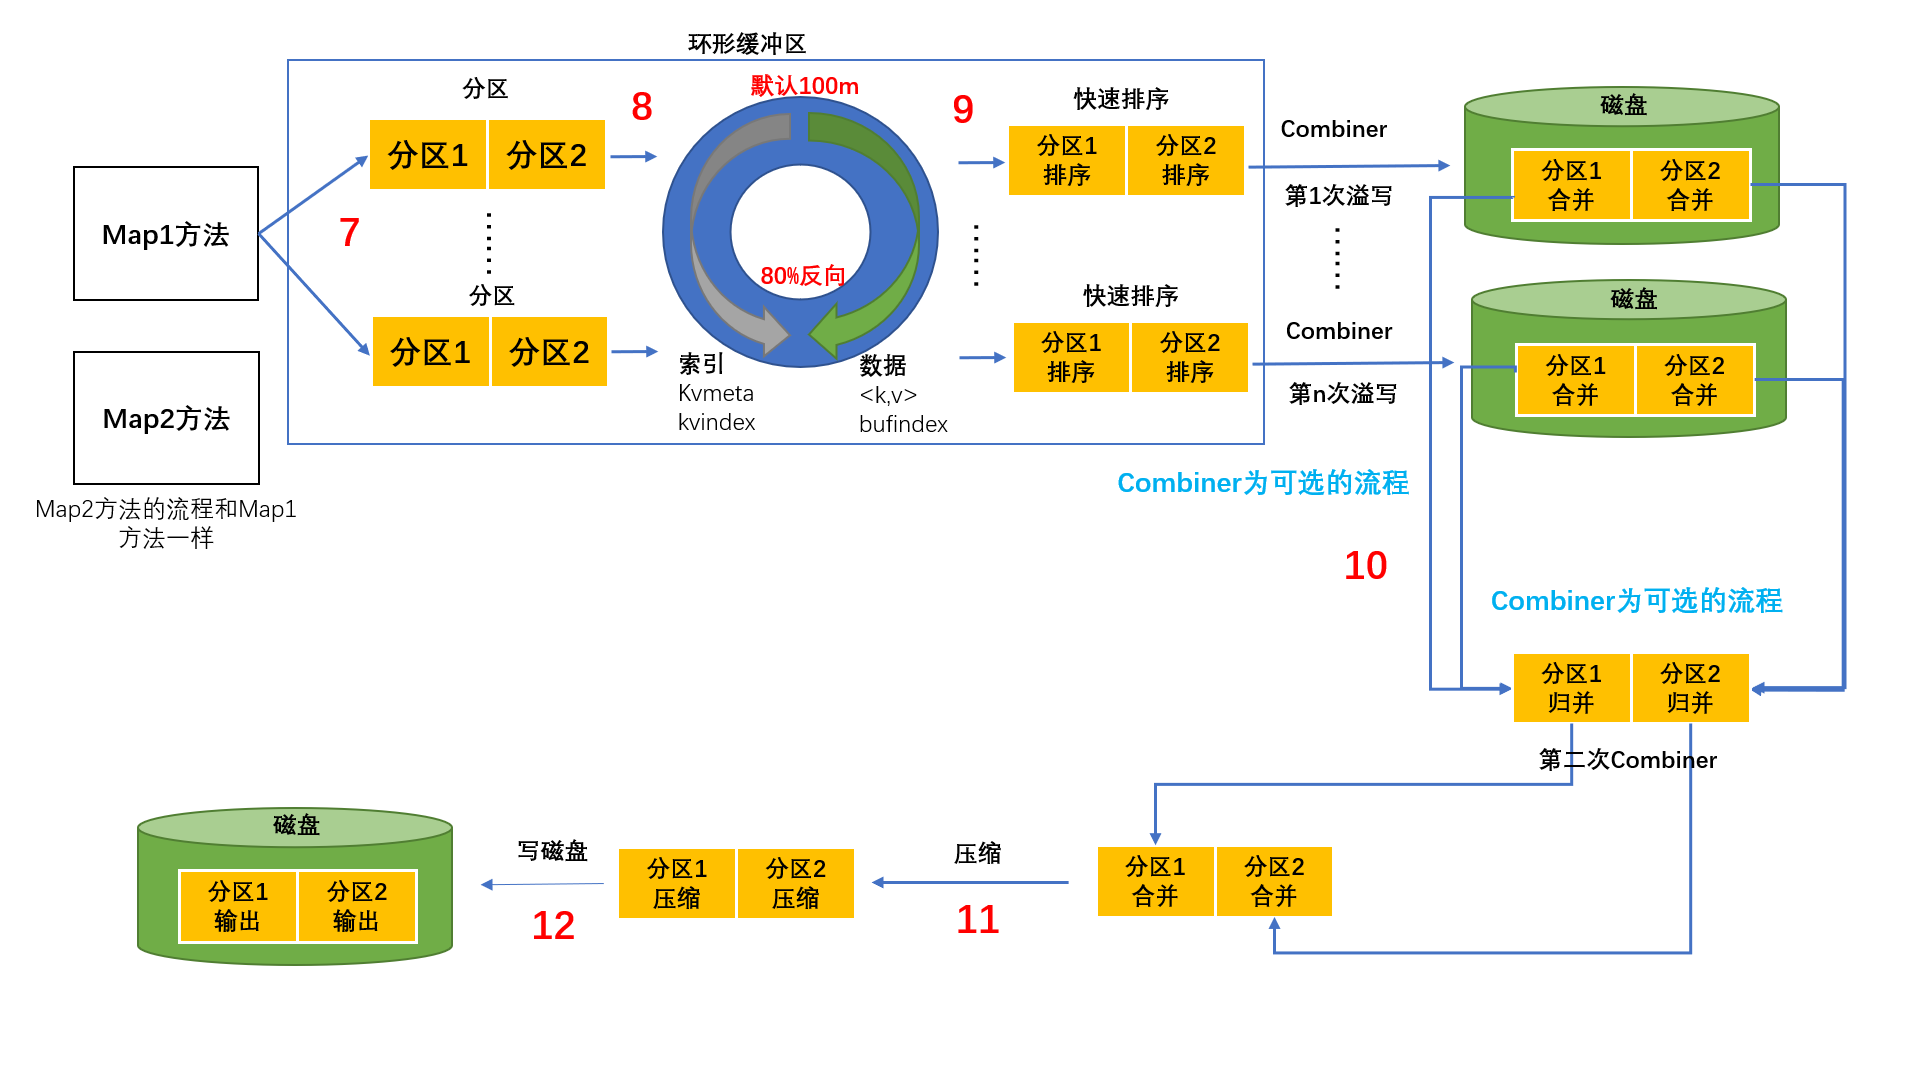 环形缓冲区
分区
8
默认100m
9
快速排序
分区1
分区2
Map1方法
7
分区1
排序
分区2
排序
Combiner
第1次溢写
磁盘
分区1
合并
分区2
合并
80%反向
分区
分区1
分区2
索引
Kvmeta
kvindex
数据
<k,v>
bufindex
快速排序
分区1
排序
分区2
排序
Combiner
第n次溢写
磁盘
分区1
合并
分区2
合并
Map2方法
Map2方法的流程和Map1
方法一样
Combiner为可选的流程
10
Combiner为可选的流程
分区1
归并
分区2
归并
第二次Combiner
分区1
合并
分区2
合并
压缩
11
分区1
压缩
分区2
压缩
写磁盘
12
磁盘
分区1
输出
分区2
输出